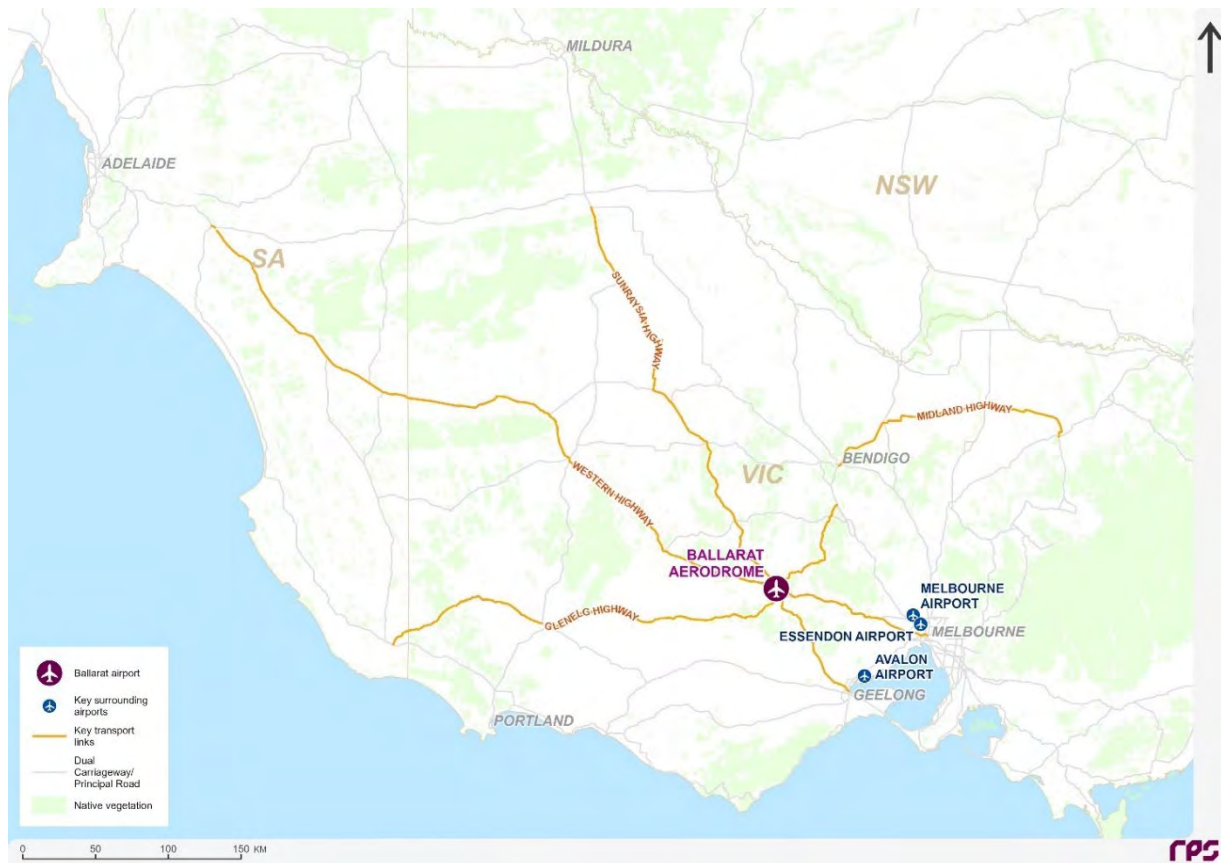 MILDURA
ADELAIDE
NSW
SA
SUNRAYSIA HIGHWAY
MIDLAND HIGHWAY
BENDIGO
VIC
WESTERN HIGHWAY
BALLARAT
AERODROME
MELBOURNE
AIRPORT
GLENELG HIGHWAY
ESSENDON AIRPORT
MELBOURNE
AVALON
AIRPORT
GEELONG
PORTLAND
Ballarat airport
Key surrounding
airports
Key transport
links
Dual
Carriageway/
Principal Road
Native vegetation
0 50 100 150 KM
rps